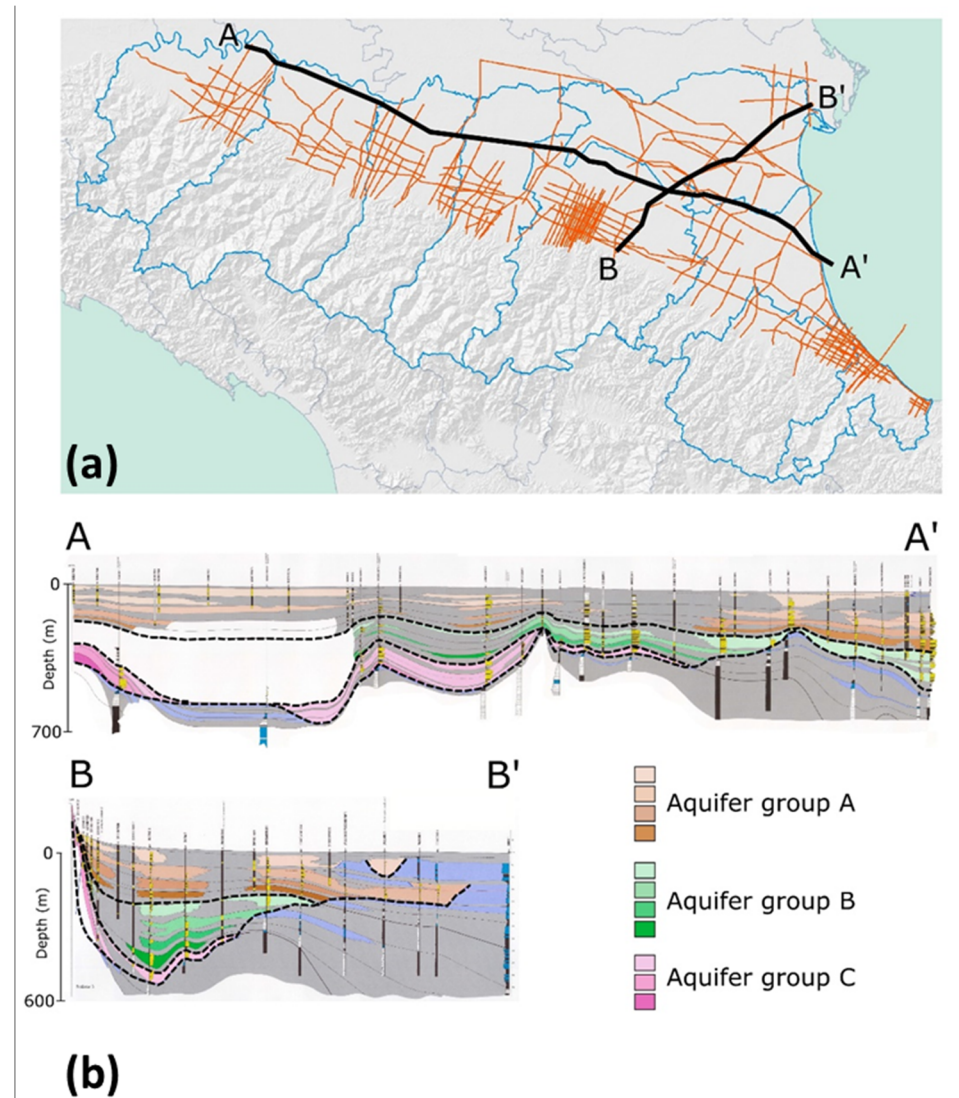 A
B'
B
A'
(a)
A A'
0
Depth (m)
700
B B'
0
Depth (m)
600
Aquifer group A
Aquifer group B
Aquifer group C
(b)